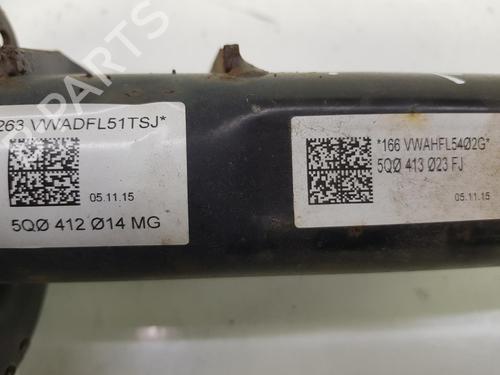 263 VWADFL51TSJ*
05.11.15
5QØ 412 Ø14 MG
*166 VWAHFL54Ø2G*
5QØ 413 Ø23 FJ
05.11.15
B-PARTS